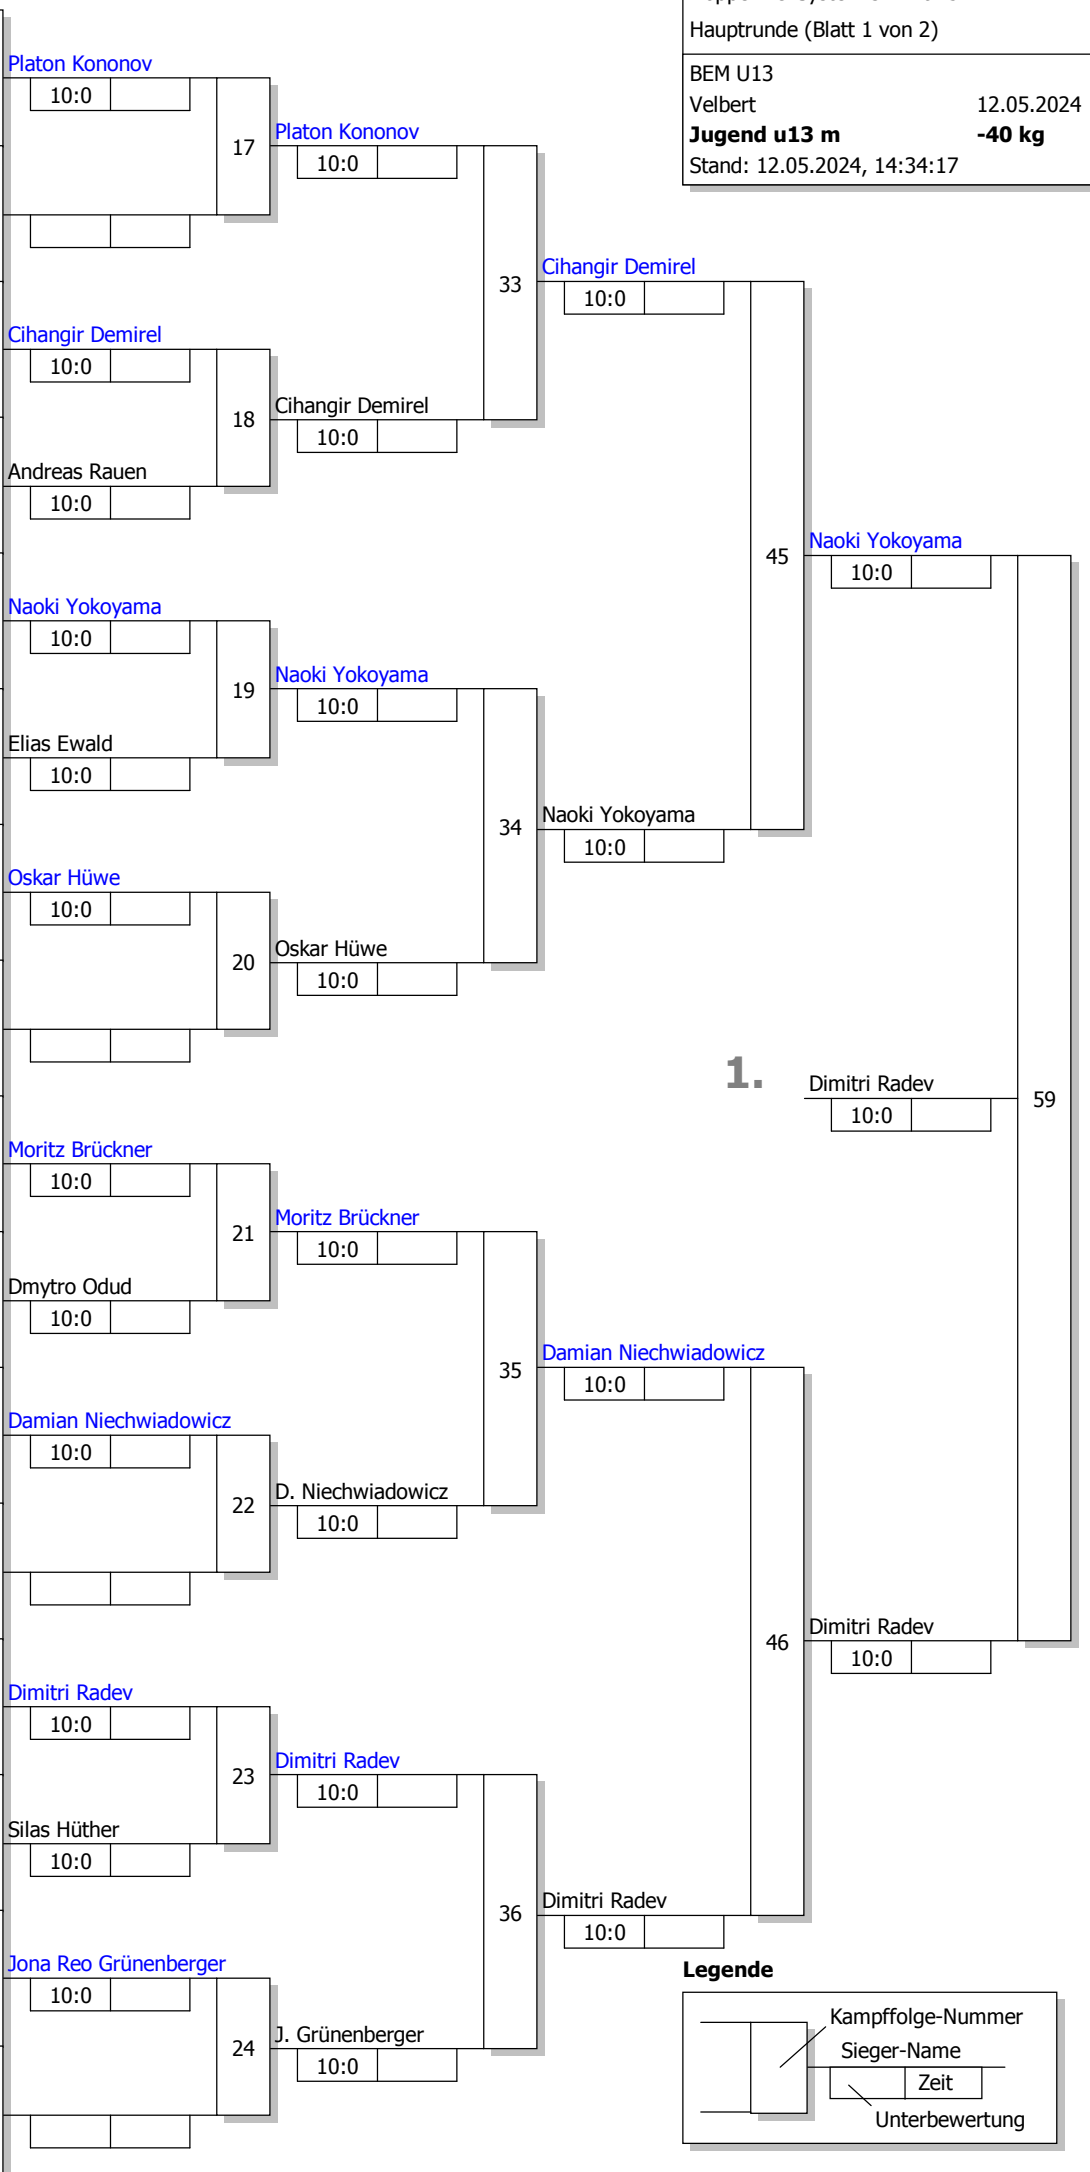 Hauptrunde (Blatt 1 von 2)
BEM U13
Velbert 12.05.2024
Jugend u13 m -40 kg
Stand: 12.05.2024, 14:34:17
Platon Kononov
10:0
17
Cihangir Demirel
10:0
18
Andreas Rauen
10:0
Naoki Yokoyama
10:0
19
Elias Ewald
10:0
Oskar Hüwe
10:0
20
Moritz Brückner
10:0
21
Dmytro Odud
10:0
Damian Niechwiadowicz
10:0
22
Dimitri Radev
10:0
23
Silas Hüther
10:0
Jona Reo Grünenberger
10:0
24
Platon Kononov
10:0
33
Cihangir Demirel
10:0
Naoki Yokoyama
10:0
34
Oskar Hüwe
10:0
Moritz Brückner
10:0
35
D. Niechwiadowicz
10:0
Dimitri Radev
10:0
36
J. Grünenberger
10:0
Cihangir Demirel
10:0
45
Naoki Yokoyama
10:0
Damian Niechwiadowicz
10:0
46
Dimitri Radev
10:0
Naoki Yokoyama
10:0
1.
Dimitri Radev
10:0
59
Dimitri Radev
10:0
Legende
Kampffolge-Nummer
Sieger-Name
Zeit
Unterbewertung